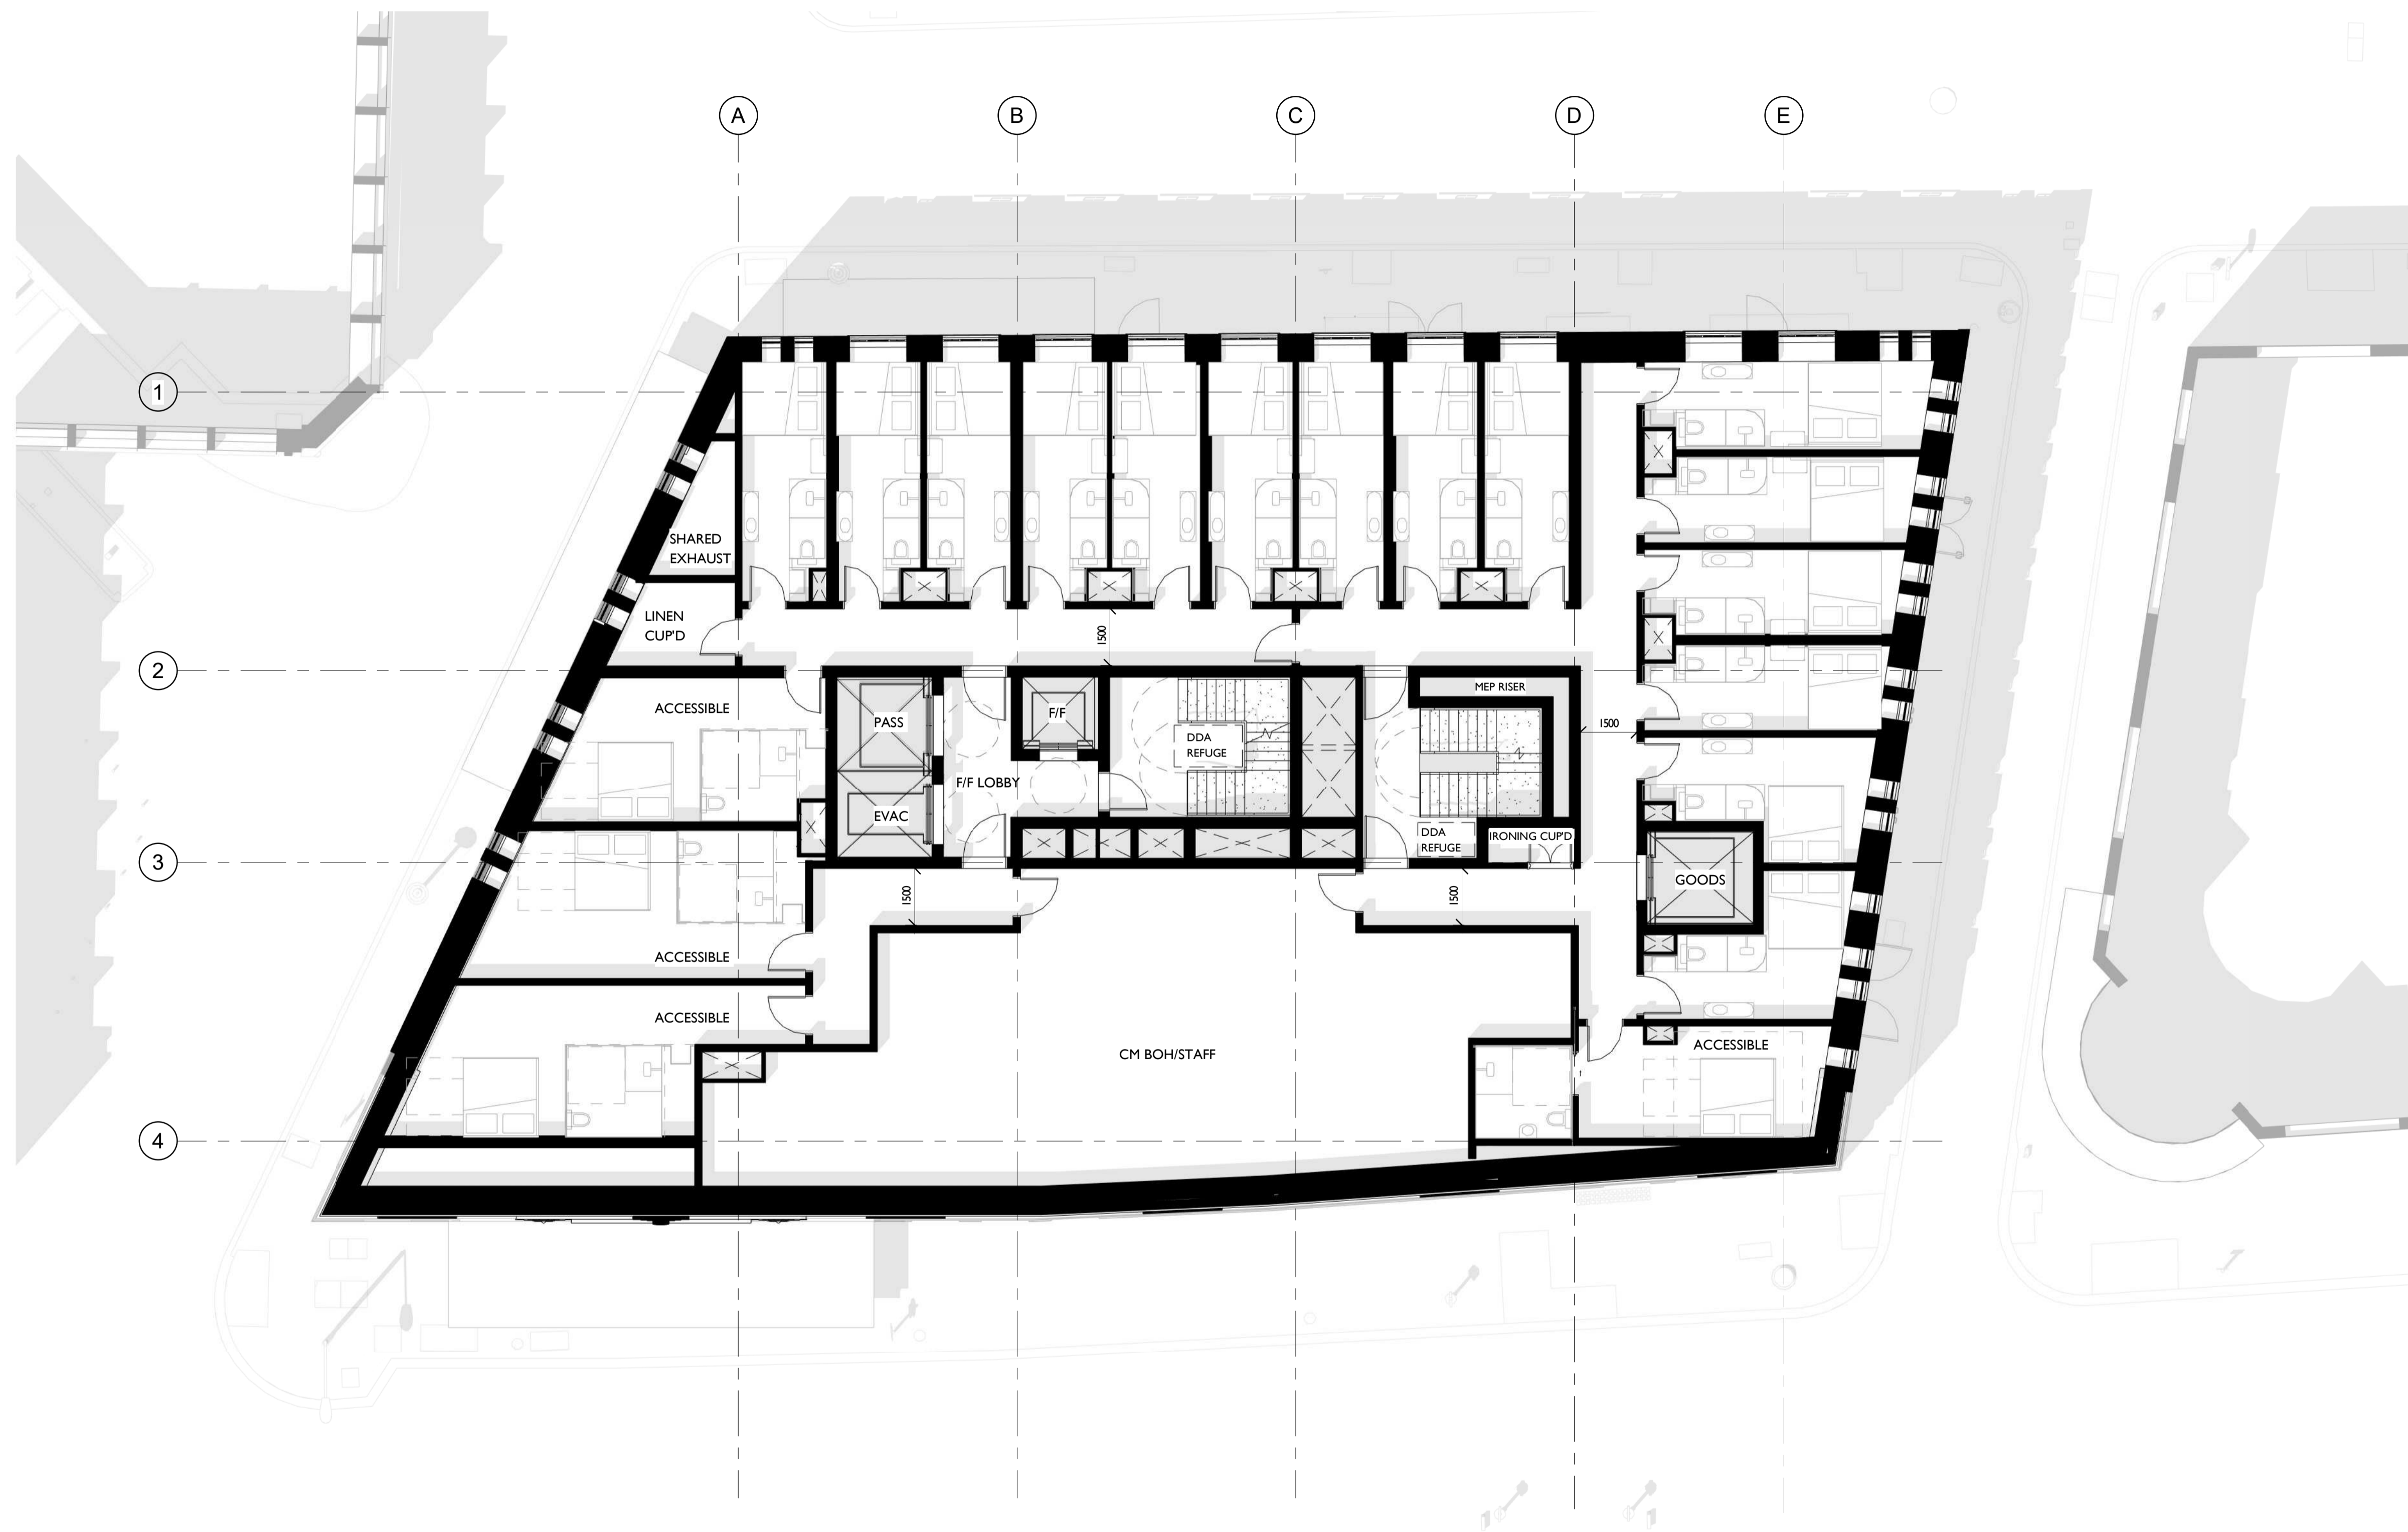 A
B
C
D
E
1
SHARED
EXHAUST
LINEN
CUP'D
1500
2
ACCESSIBLE
PASS
F/F
DDA
REFUGE
MEP RISER
1500
F/F LOBBY
EVAC
DDA
REFUGE
IRONING CUP'D
3
GOODS
1500
1500
ACCESSIBLE
ACCESSIBLE
CM BOH/STAFF
ACCESSIBLE
4